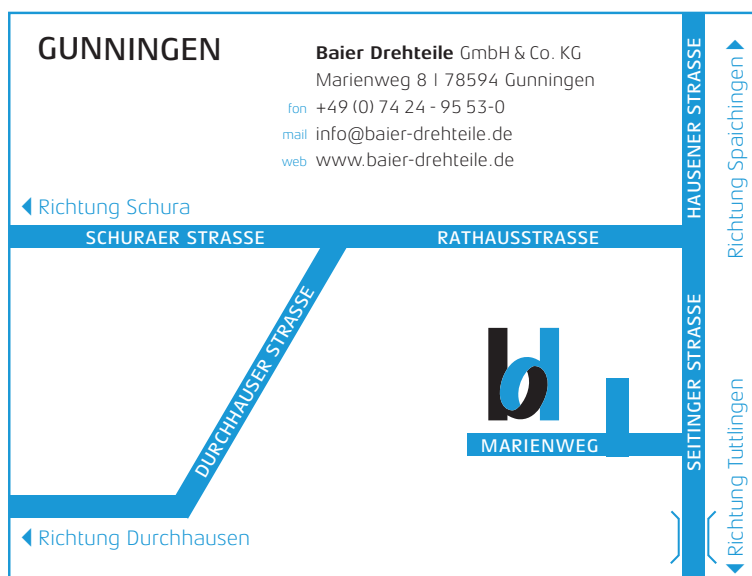 GUNNINGEN
Baier Drehteile GmbH & Co. KG
Marienweg 8 I 78594 Gunningen
fon +49 (0) 74 24 - 95 53-0
mail info@baier-drehteile.de
web www.baier-drehteile.de
Richtung Schura
SCHURAER STRASSE
RATHAUSSTRASSE
HAUSENER STRASSE
Richtung Spaichingen
DURCHHAUSER STRASSE
bd
MARIENWEG
SEITINGER STRASSE
Richtung Tuttlingen
Richtung Durchhausen